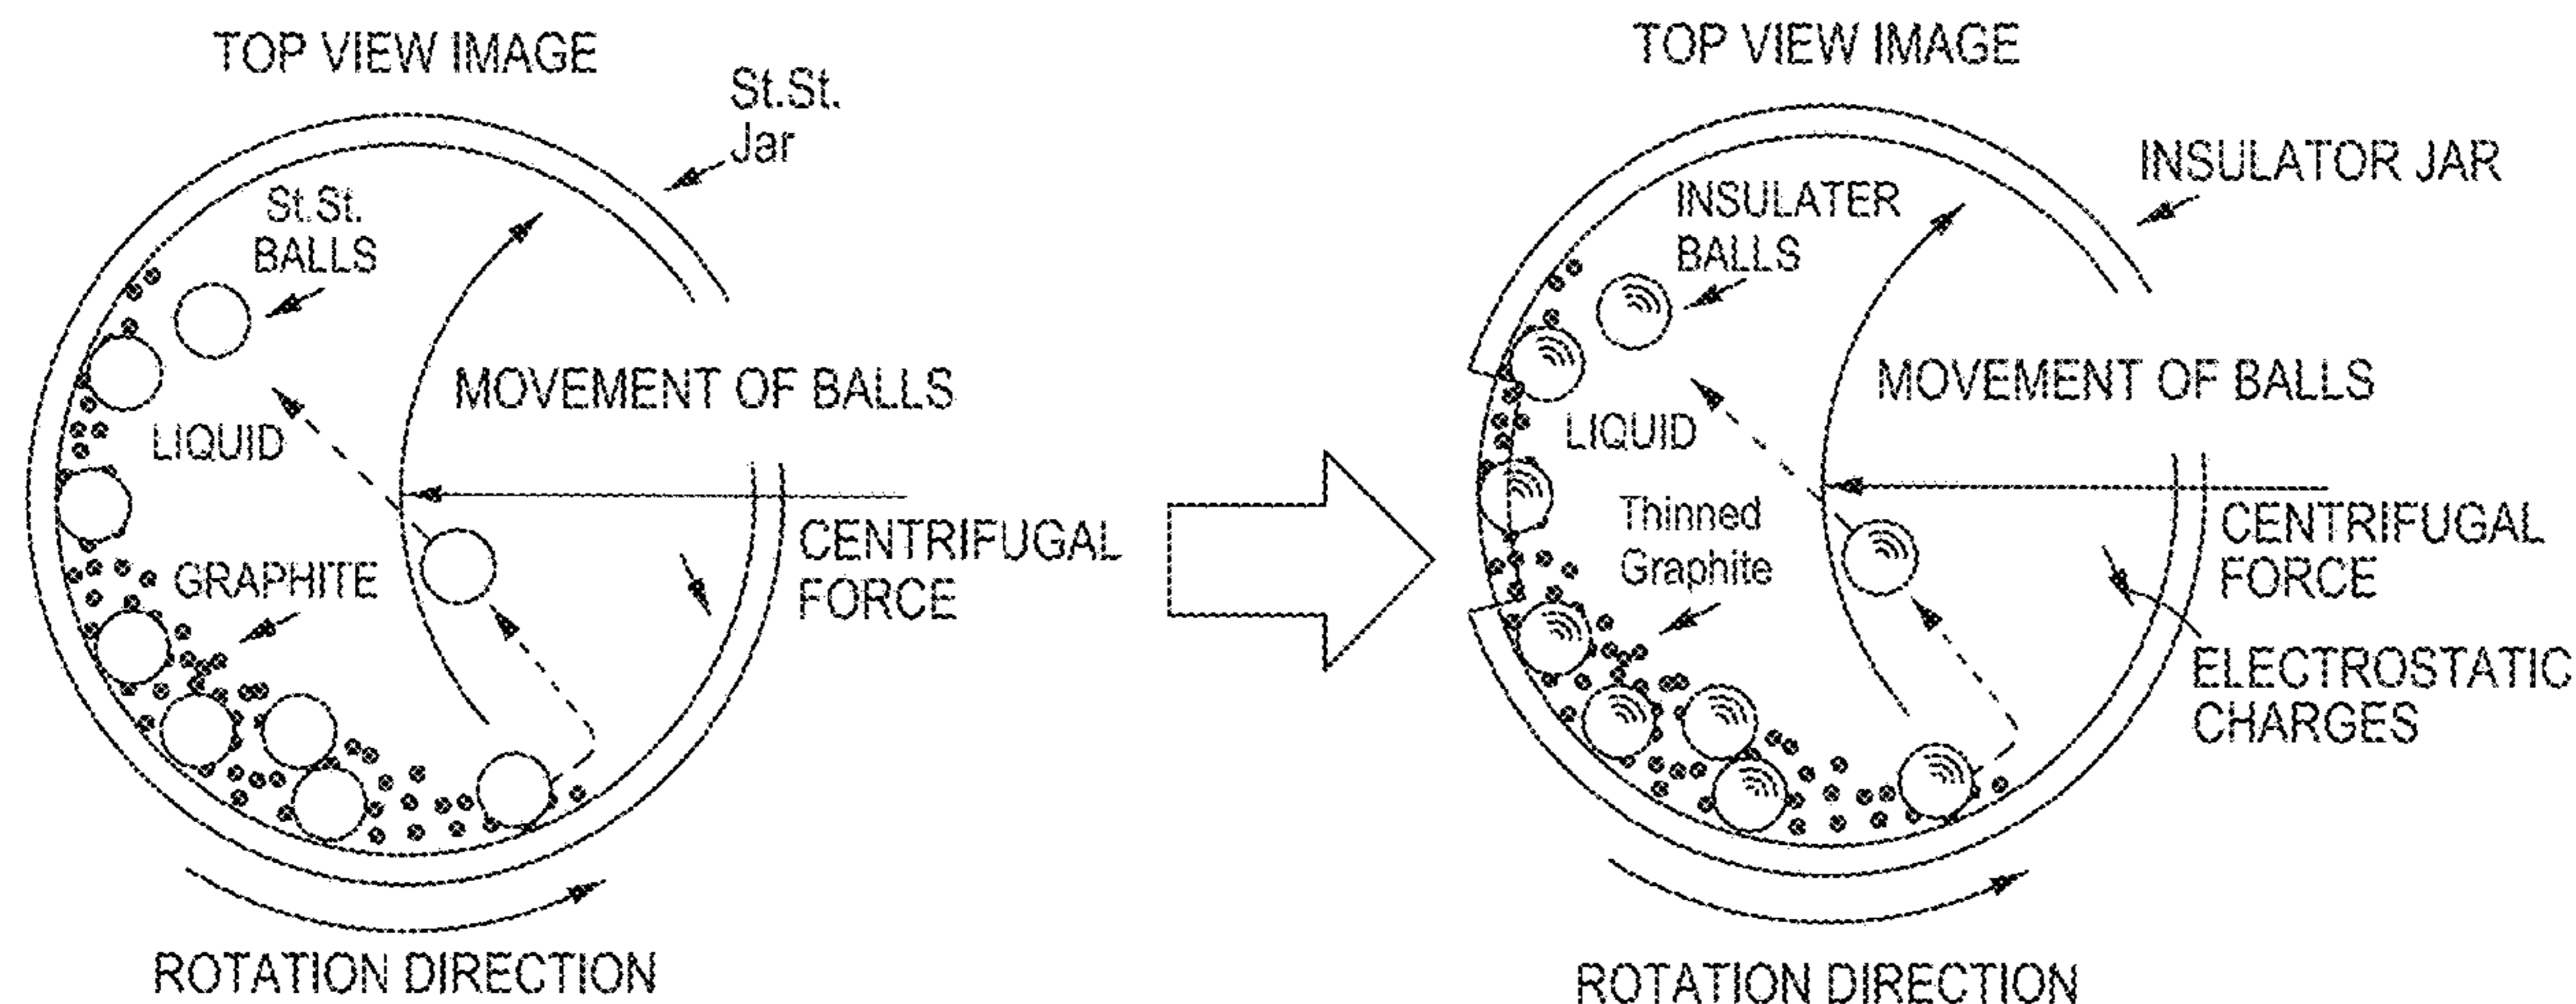 TOP VIEW IMAGE
St.St.
Jar
St.St.
BALLS
MOVEMENT OF BALLS
LIQUID
CENTRIFUGAL
FORCE
GRAPHITE
ROTATION DIRECTION
TOP VIEW IMAGE
INSULATOR JAR
INSULATER
BALLS
MOVEMENT OF BALLS
LIQUID
Thinned
Graphite
CENTRIFUGAL
FORCE
ELECTROSTATIC
CHARGES
ROTATION DIRECTION